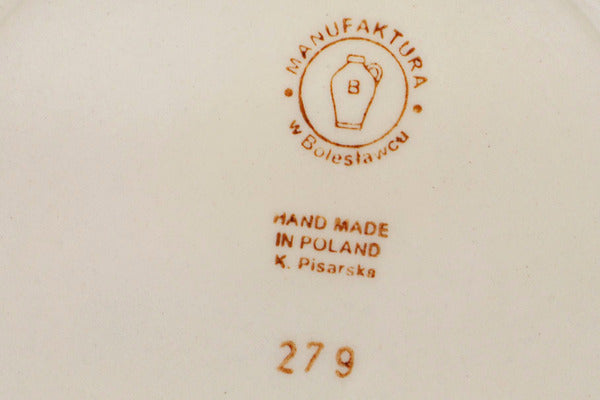 MANUFAKTURA
B
w Bolesławcu
HAND MADE
IN POLAND
K. Pisarska
279